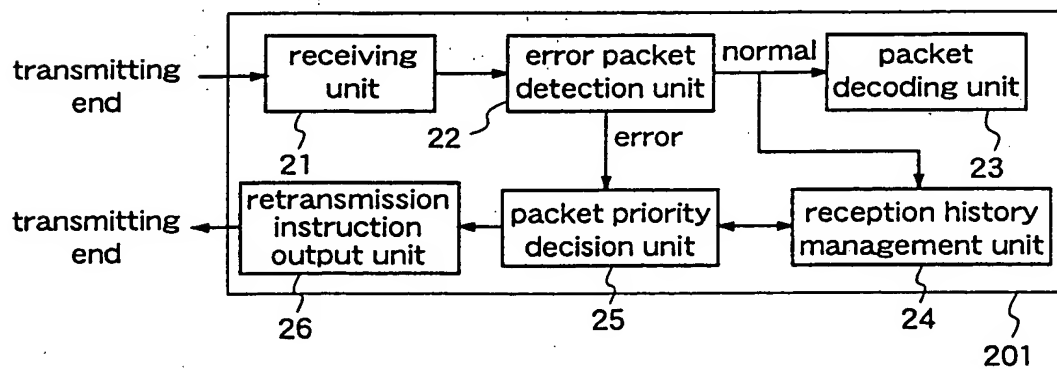 transmitting
end
receiving
unit
21
error packet
detection unit
22
normal
packet
decoding unit
23
error
transmitting
end
retransmission
instruction
output unit
26
packet priority
decision unit
25
reception history
management unit
24
201